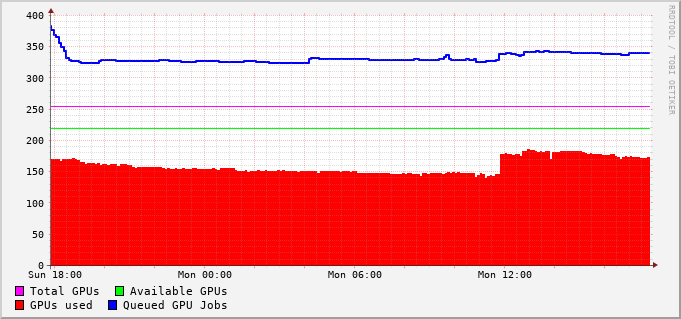 400
350
300
250
200
150
100
50
0
Sun 18:00 Mon 00:00 Mon 06:00 Mon 12:00
Total GPUs Available GPUs
GPUs used Queued GPU Jobs
RRDTOOL / TOBI OETIKER